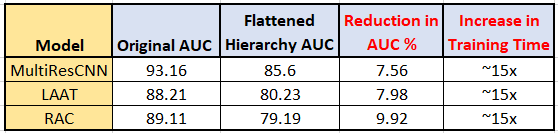 Model Original AUC Flattened Hierarchy AUC Reduction in AUC % Increase in Training Time
MultiResCNN 93.16 85.6 7.56 ~15x
LAAT 88.21 80.23 7.98 ~15x
RAC 89.11 79.19 9.92 ~15x